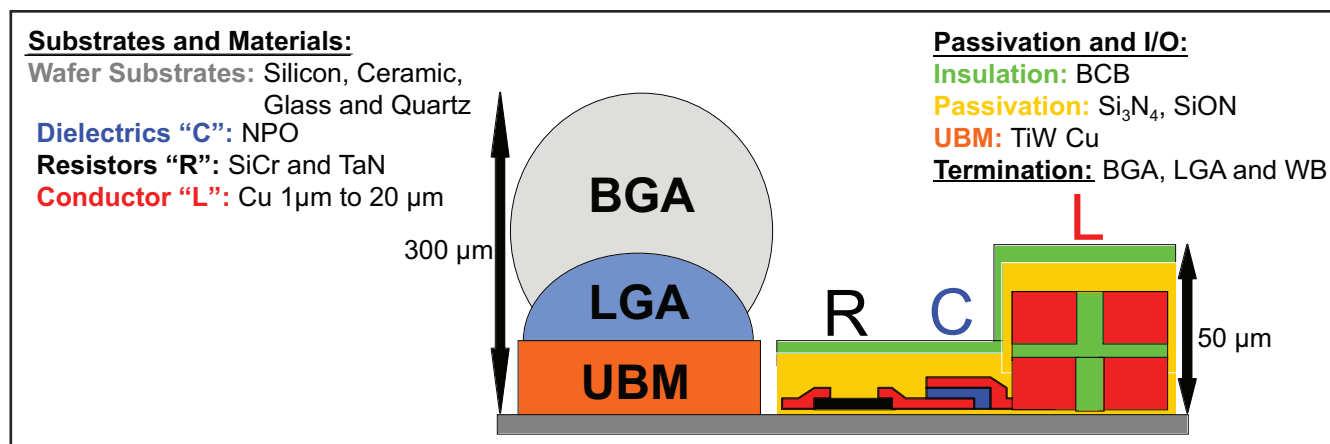 Substrates and Materials:
Wafer Substrates: Silicon, Ceramic,
Glass and Quartz
Dielectrics “C”: NPO
Resistors “R”: SiCr and TaN
Conductor “L”: Cu 1µm to 20 µm
Passivation and I/O:
Insulation: BCB
Passivation: Si₃N₄, SiON
UBM: TiW Cu
Termination: BGA, LGA and WB
300 µm
BGA
LGA
UBM
R
C
L
50 µm